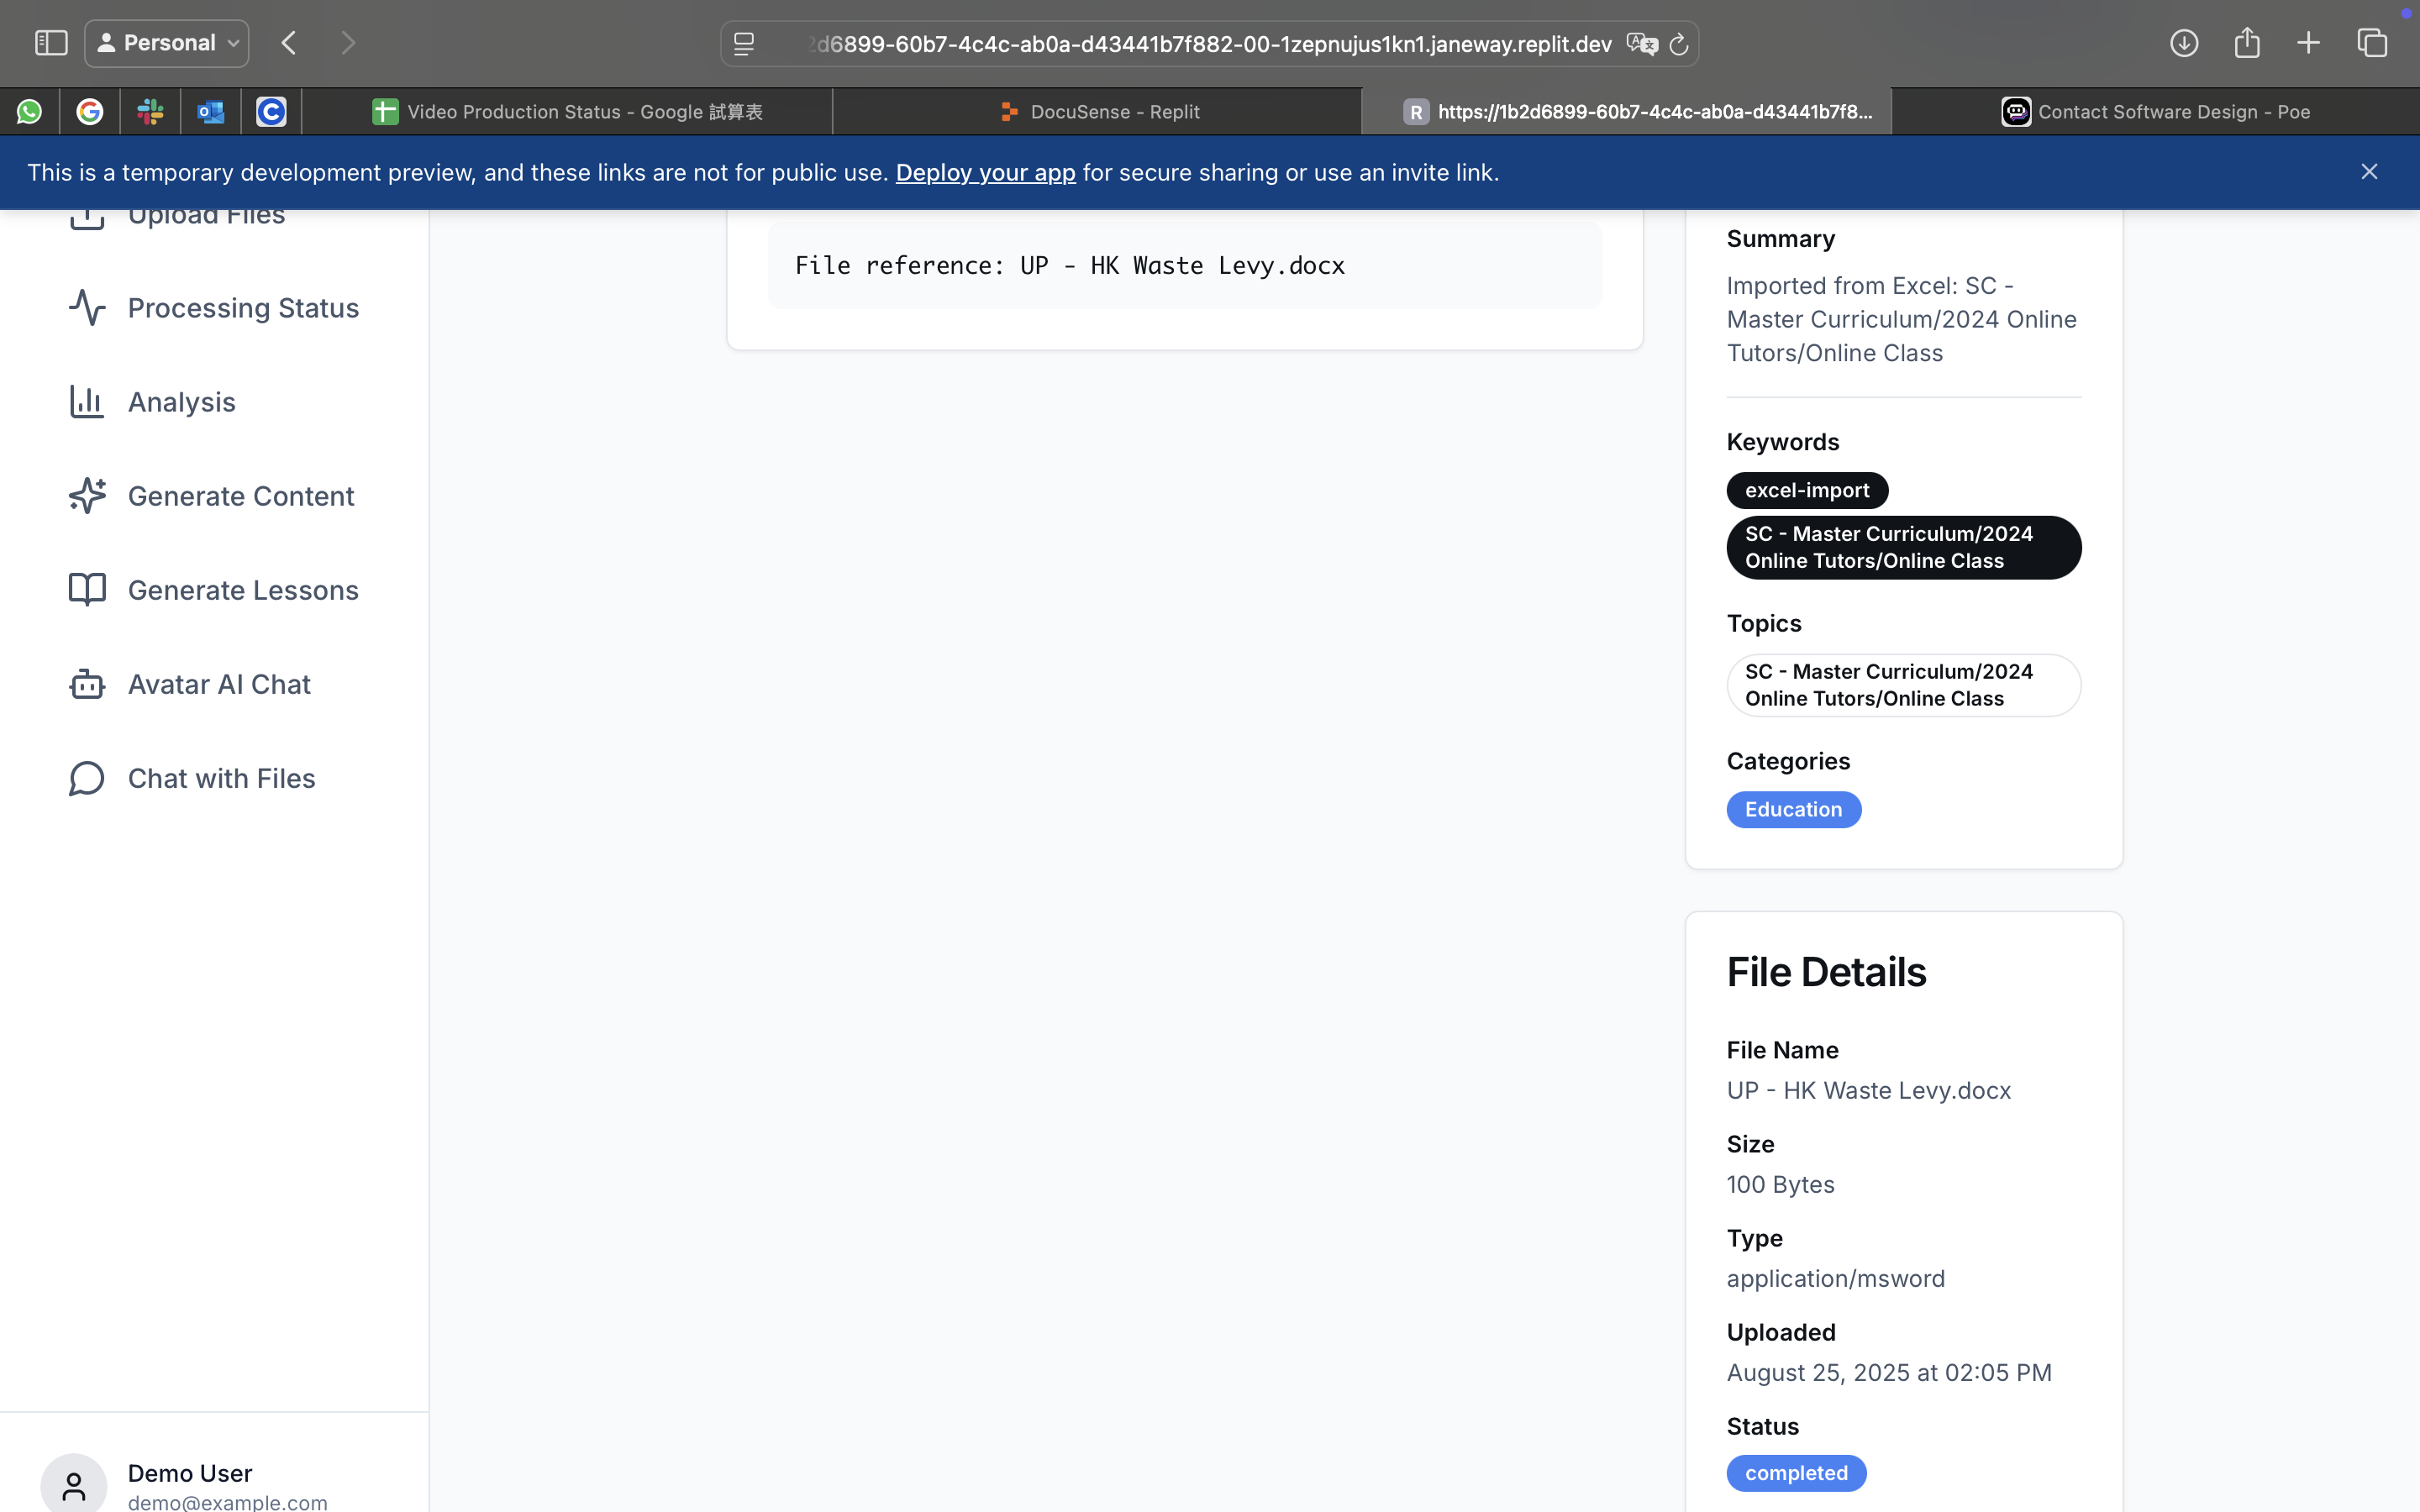 Personal
2d6899-60b7-4c4c-ab0a-d43441b7f882-00-1zepnujus1kn1.janeway.replit.dev
Video Production Status - Google 試算表
DocuSense - Replit
R https://1b2d6899-60b7-4c4c-ab0a-d43441b7f8...
Contact Software Design - Poe
This is a temporary development preview, and these links are not for public use. Deploy your app for secure sharing or use an invite link.
Upload Files
Processing Status
Analysis
Generate Content
Generate Lessons
Avatar AI Chat
Chat with Files
Demo User
demo@example.com
File reference: UP - HK Waste Levy.docx
Summary
Imported from Excel: SC -
Master Curriculum/2024 Online
Tutors/Online Class
Keywords
excel-import
SC - Master Curriculum/2024
Online Tutors/Online Class
Topics
SC - Master Curriculum/2024
Online Tutors/Online Class
Categories
Education
File Details
File Name
UP - HK Waste Levy.docx
Size
100 Bytes
Type
application/msword
Uploaded
August 25, 2025 at 02:05 PM
Status
completed